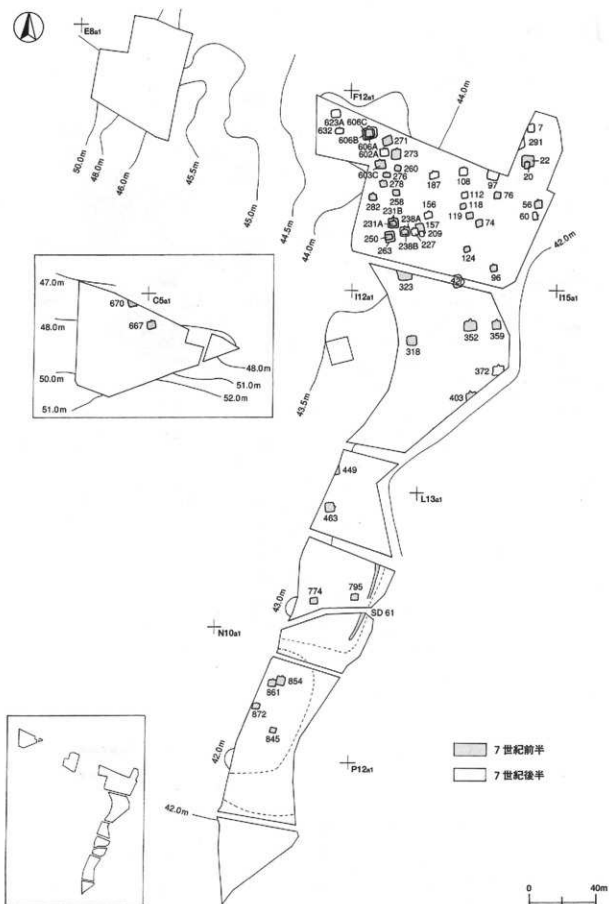 E8a1
50.0m
48.0m
46.0m
45.5m
45.0m
44.5m
44.0m
F12a1
44.0m
623A
606C
632
606B
606A
602A
603C
271
273
260
276
278
258
282
231B
231A
238A
250
263
238B
157
209
227
156
187
108
97
112
118
119
74
76
124
96
7
291
22
20
56
60
42.0m
I12a1
I15a1
323
42
318
352
359
372
403
43.5m
47.0m
C5a1
670
48.0m
667
50.0m
48.0m
51.0m
52.0m
51.0m
449
463
L13a1
774
795
43.0m
SD 61
N10a1
854
861
872
845
42.0m
P12a1
42.0m
7世紀前半
7世紀後半
0 40m